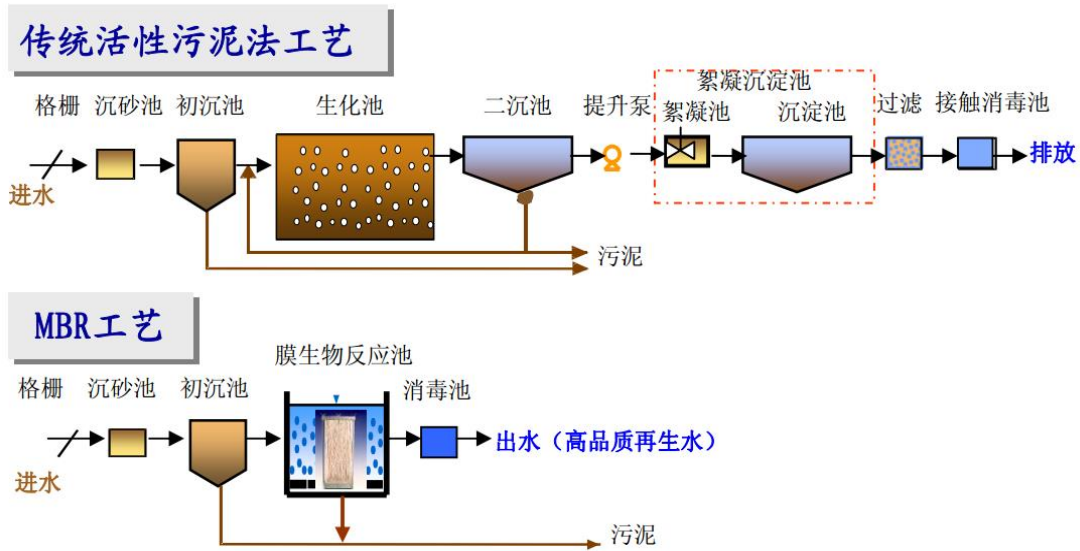 传统活性污泥法工艺
絮凝沉淀池
格栅 沉砂池 初沉池 生化池 二沉池 提升泵 絮凝池 沉淀池 过滤 接触消毒池
进水
排放
污泥
MBR工艺
膜生物反应池
格栅 沉砂池 初沉池 消毒池
出水（高品质再生水）
进水
污泥